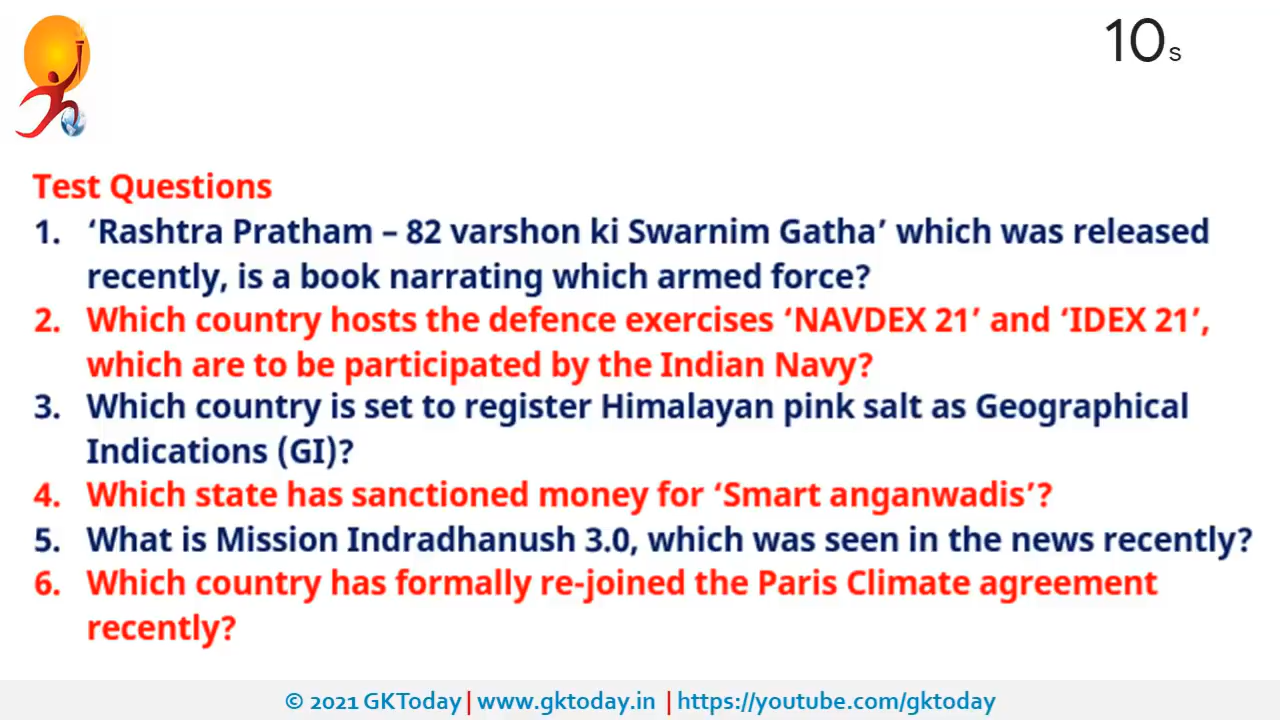 10s
Test Questions
1. ‘Rashtra Pratham – 82 varshon ki Swarnim Gatha’ which was released
recently, is a book narrating which armed force?
2. Which country hosts the defence exercises ‘NAVDEX 21’ and ‘IDEX 21’,
which are to be participated by the Indian Navy?
3. Which country is set to register Himalayan pink salt as Geographical
Indications (GI)?
4. Which state has sanctioned money for ‘Smart anganwadis’?
5. What is Mission Indradhanush 3.0, which was seen in the news recently?
6. Which country has formally re-joined the Paris Climate agreement
recently?
© 2021 GKToday | www.gktoday.in | https://youtube.com/gktoday